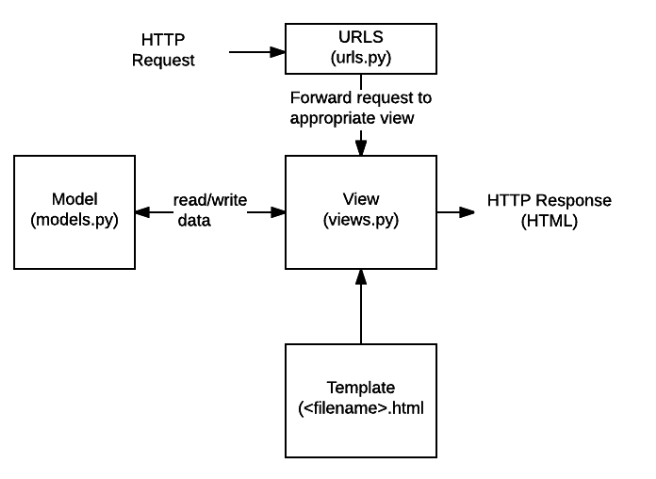 HTTP
Request
URLS
(urls.py)
Forward request to
appropriate view
Model
(models.py)
read/write
data
View
(views.py)
HTTP Response
(HTML)
Template
(<filename>.html